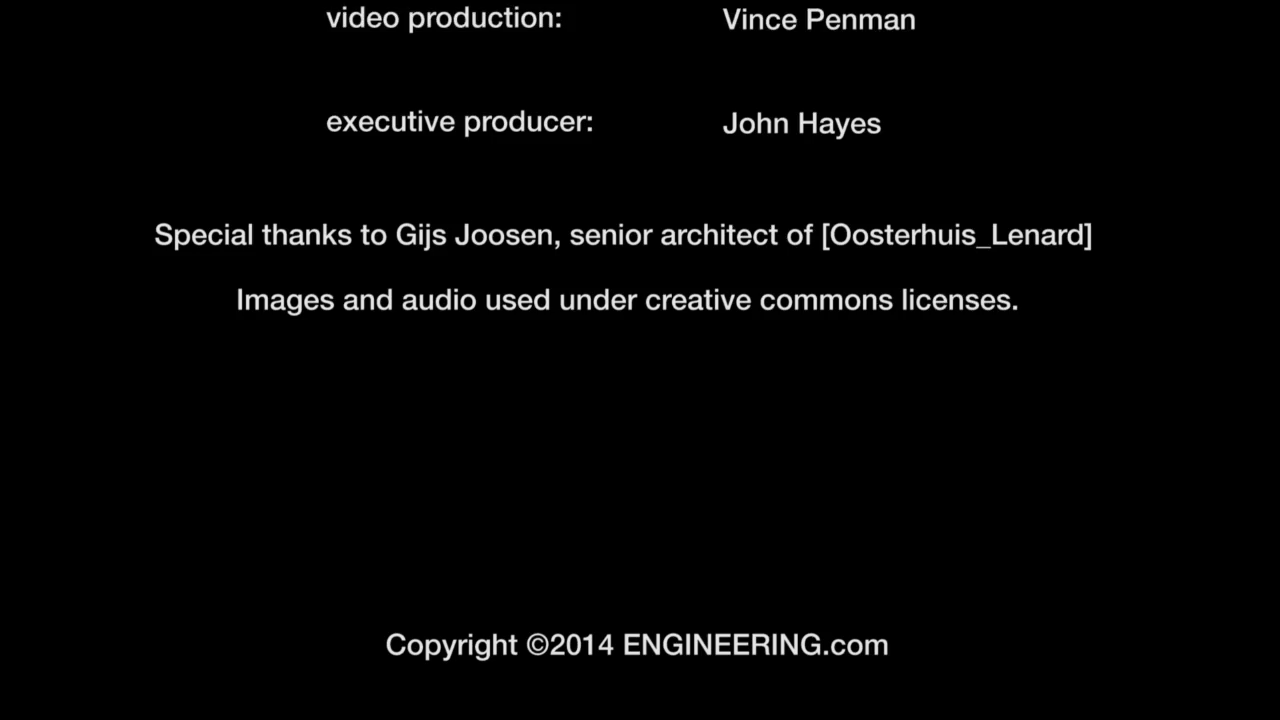 video production: Vince Penman
executive producer: John Hayes
Special thanks to Gijs Joosen, senior architect of [Oosterhuis_Lenard]
Images and audio used under creative commons licenses.
Copyright ©2014 ENGINEERING.com